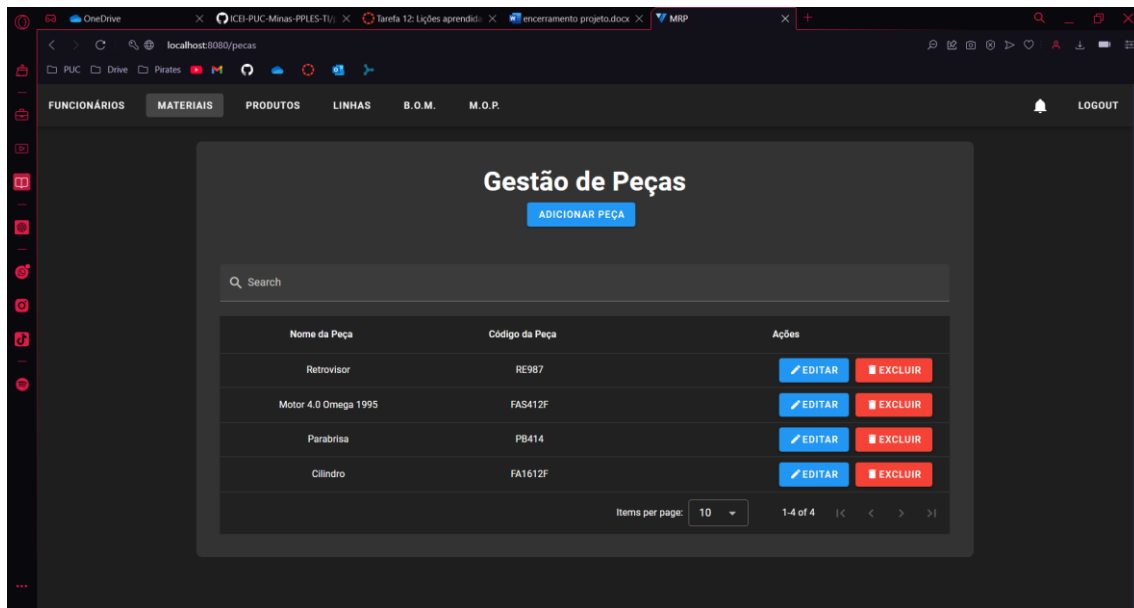 OneDrive ICEI-PUC-Minas-PPLES-TI/ Tarefa 12: Lições aprendida encerramento projeto.docx MRP
localhost:8080/pecas
PUC Drive Pirates
FUNCIONÁRIOS MATERIAIS PRODUTOS LINHAS B.O.M. M.O.P. LOGOUT
Gestão de Peças
ADICIONAR PEÇA
Search
Nome da Peça Código da Peça Ações
Retrovisor RE987 EDITAR EXCLUIR
Motor 4.0 Omega 1995 FAS412F EDITAR EXCLUIR
Parabrisa PB414 EDITAR EXCLUIR
Cilindro FA1612F EDITAR EXCLUIR
Items per page: 10 1-4 of 4